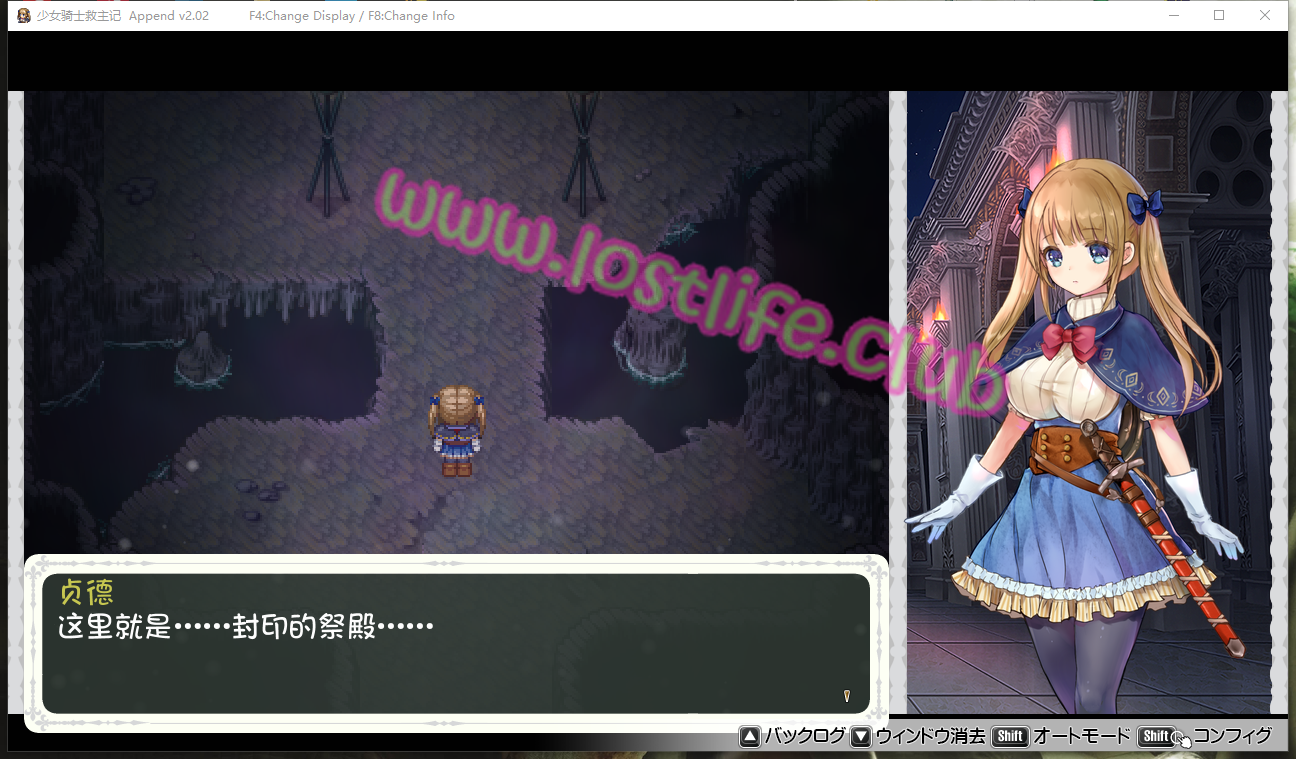 少女骑士救主记 Append v2.02 F4:Change Display / F8:Change Info
www.lostlife.club
贞德
这里就是……封印的祭殿……
バックログ ウィンドウ消去 Shift オートモード Shift コンフィグ